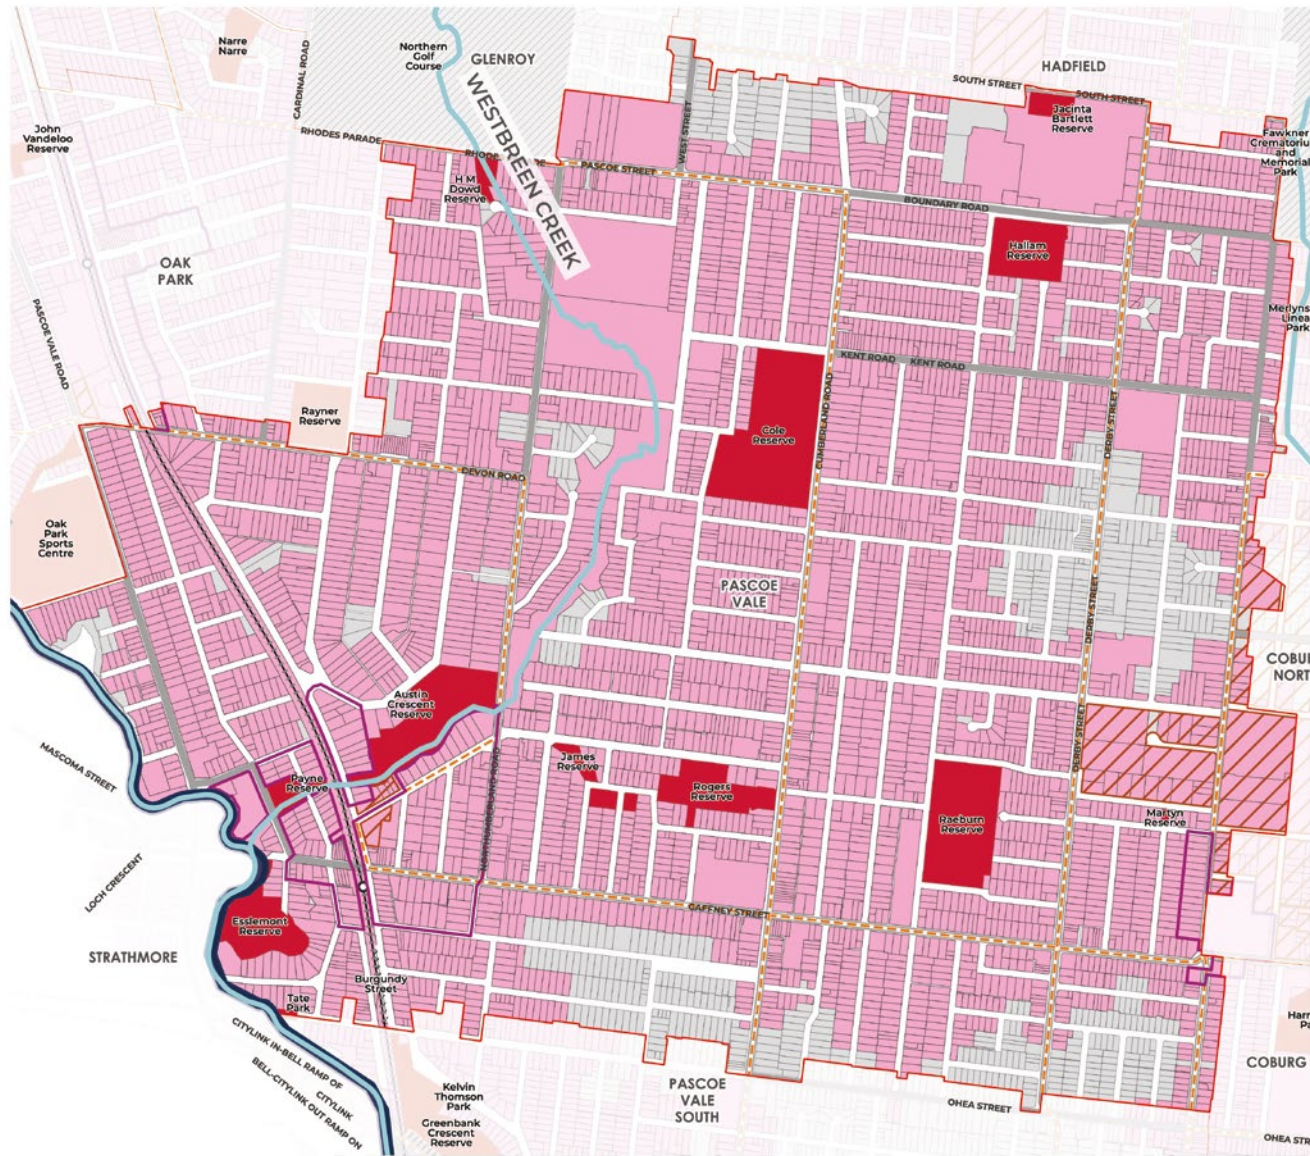 Narre
Narre
CARDINAL ROAD
Northern
Golf
Course
GLENROY
HADFIELD
SOUTH STREET
SOUTH STREET
Jacinta
Bartlett
Reserve
WEST STREET
WESTBREEN CREEK
John
Vandeloo
Reserve
RHODES PARADE
PASCOE STREET
Fawkner
and
Memorial
Park
H M
Dowd
Reserve
BOUNDARY ROAD
Hallam
Reserve
OAK
PARK
PASCOE VALE ROAD
Park
KENT ROAD
KENT ROAD
Rayner
Reserve
Cole
Reserve
CUMBERLAND ROAD
DERBY STREET
DEVON ROAD
Oak
Park
Sports
Centre
PASCOE
VALE
DERBY STREET
Austin
Crescent
Reserve
DERBY STREET
MASCOMA STREET
Payne
Reserve
James
Reserve
Rogers
Reserve
NORTHUMBERLAND ROAD
Raeburn
Reserve
Martyn
Reserve
LOCH CRESCENT
Esslemont
Reserve
GAFFNEY STREET
STRATHMORE
Burgundy
Street
Tate
Park
CITYLINK IN-BELL RAMP OF
CITYLINK
BELL-CITYLINK OUT RAMP ON
Kelvin
Thomson
Park
Greenbank
Crescent
Reserve
PASCOE
VALE
SOUTH
OHEA STREET
COBURG